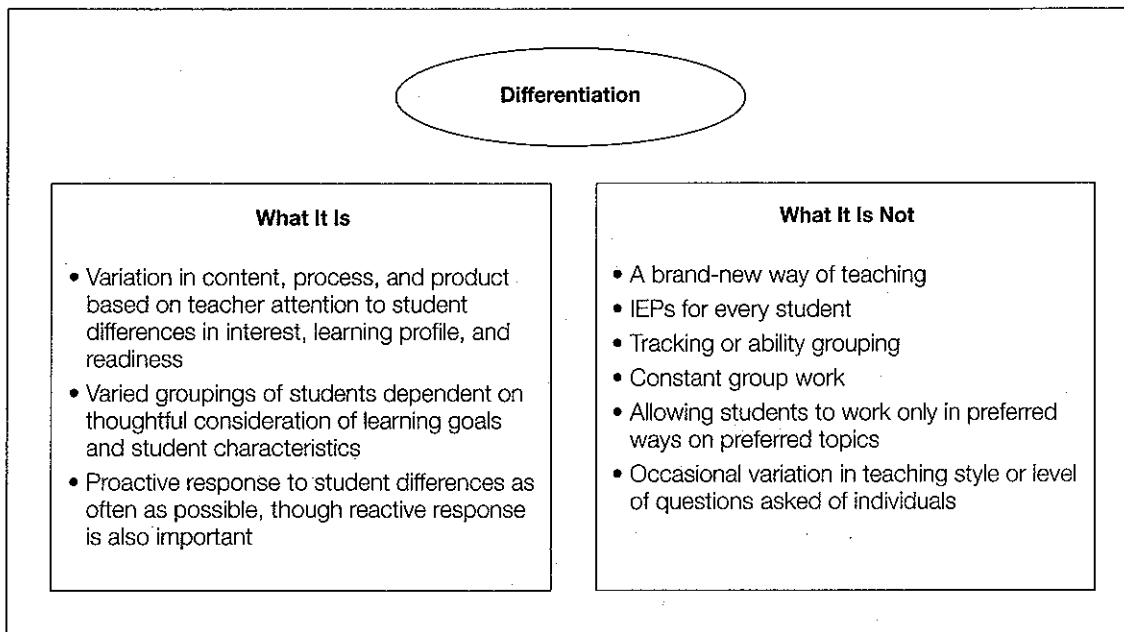 Differentiation
What It Is
• Variation in content, process, and product
based on teacher attention to student
differences in interest, learning profile, and
readiness
• Varied groupings of students dependent on
thoughtful consideration of learning goals
and student characteristics
• Proactive response to student differences as
often as possible, though reactive response
is also important
What It Is Not
• A brand-new way of teaching
• IEPs for every student
• Tracking or ability grouping
• Constant group work
• Allowing students to work only in preferred
ways on preferred topics
• Occasional variation in teaching style or level
of questions asked of individuals